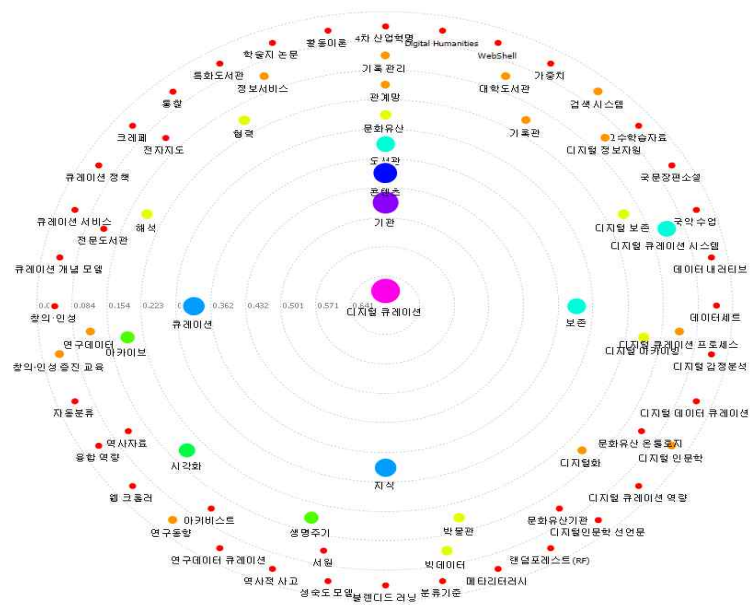 4차 산업혁명
활동이론
Digital Humanities
학술지 논문
WebShell
특화도서관
기록관리
가중치
정보서비스
대학도서관
통찰
관계망
검색시스템
크레페
협력
문화유산
기록관
교수학습자료
전자지도
디지털 정보자원
도서관
큐레이션 정책
콘텐츠
국문장편소설
큐레이션 서비스
해석
기관
디지털 보존
국악 수업
전문도서관
디지털 큐레이션 시스템
큐레이션 개념 모델
데이터 내러티브
0.084 0.154 0.223 0.362 0.432 0.501 0.571 0.641
창의·인성
큐레이션
디지털 큐레이션
보존
데이터세트
연구데이터
아카이브
디지털 큐레이션 프로세스
디지털 아카이빙
창의·인성 증진 교육
디지털 감정분석
자동분류
디지털 데이터 큐레이션
역사자료
문화유산 온톨로지
융합 역량
시각화
지식
디지털화
디지털 인문학
웹 크롤러
디지털 큐레이션 역량
아키비스트
문화유산기관
연구동향
생명주기
박물관
디지털인문학 선언문
연구데이터 큐레이션
서원
빅데이터
랜덤포레스트(RF)
역사적 사고
메타리터러시
성숙도 모델
블렌디드 러닝
분류기준